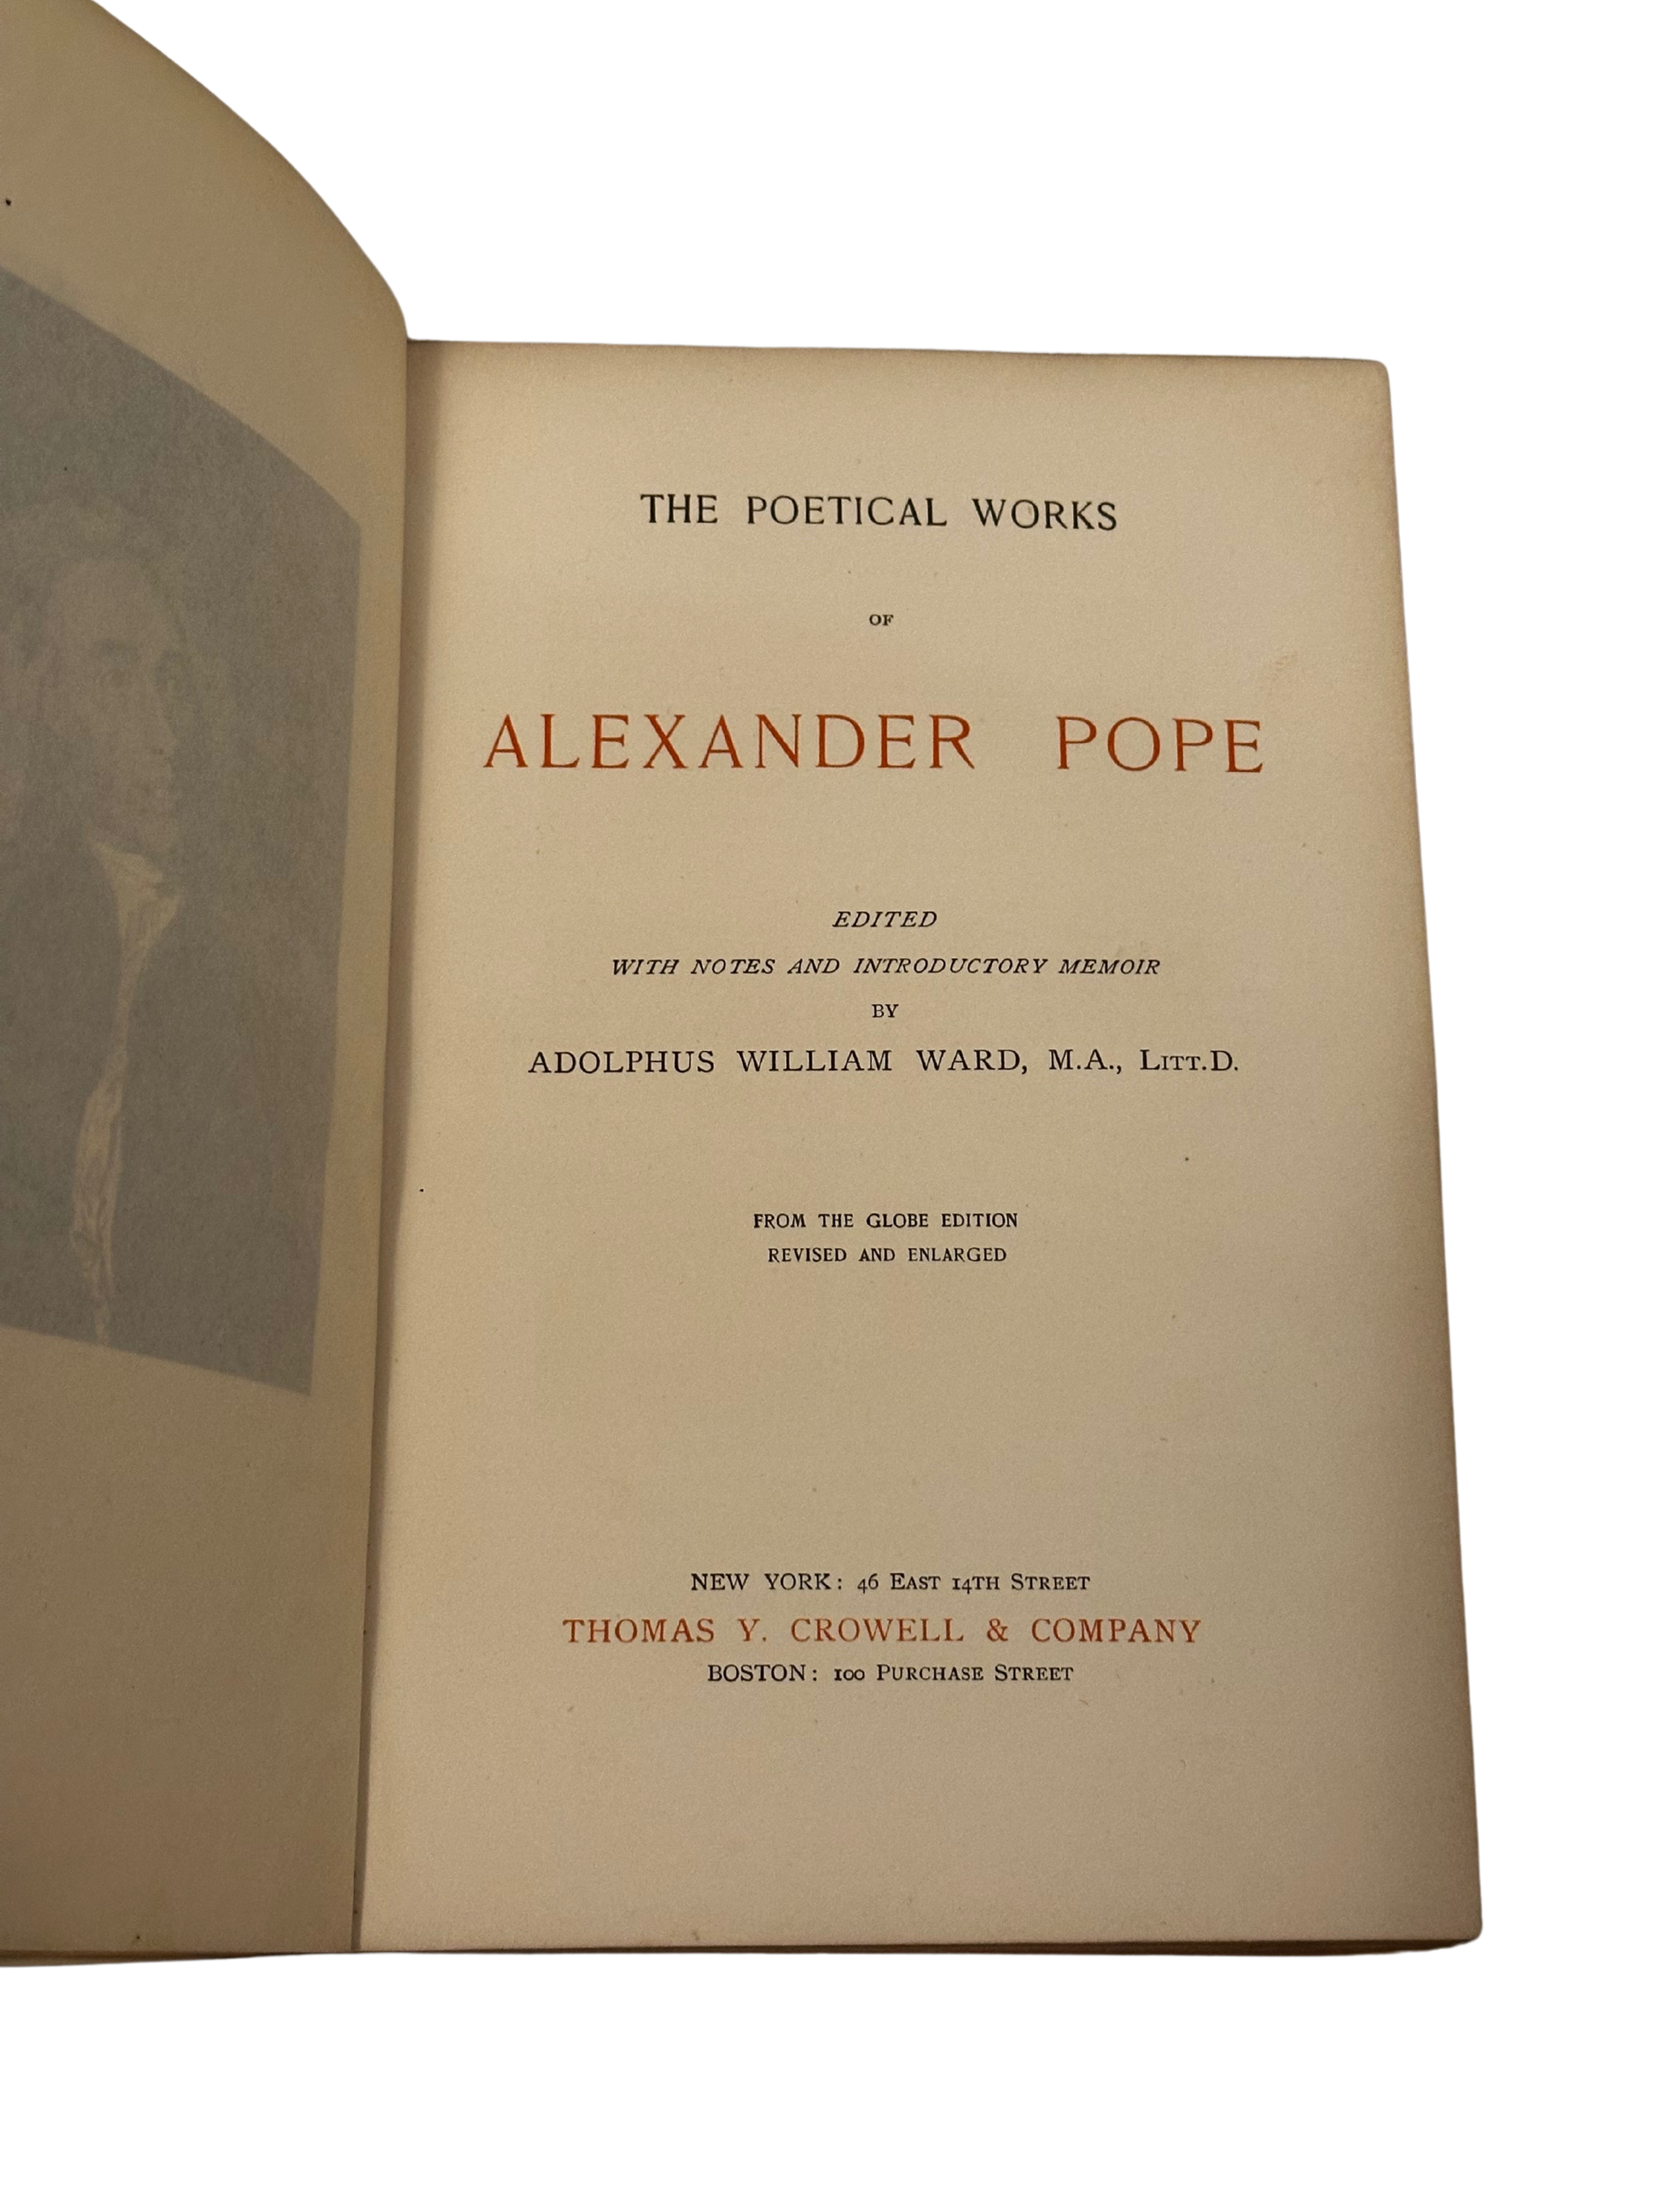 THE POETICAL WORKS
OF
ALEXANDER POPE
EDITED
WITH NOTES AND INTRODUCTORY MEMOIR
BY
ADOLPHUS WILLIAM WARD, M.A., LITT.D.
FROM THE GLOBE EDITION
REVISED AND ENLARGED
NEW YORK: 46 EAST 14TH STREET
THOMAS Y. CROWELL & COMPANY
BOSTON: 100 PURCHASE STREET